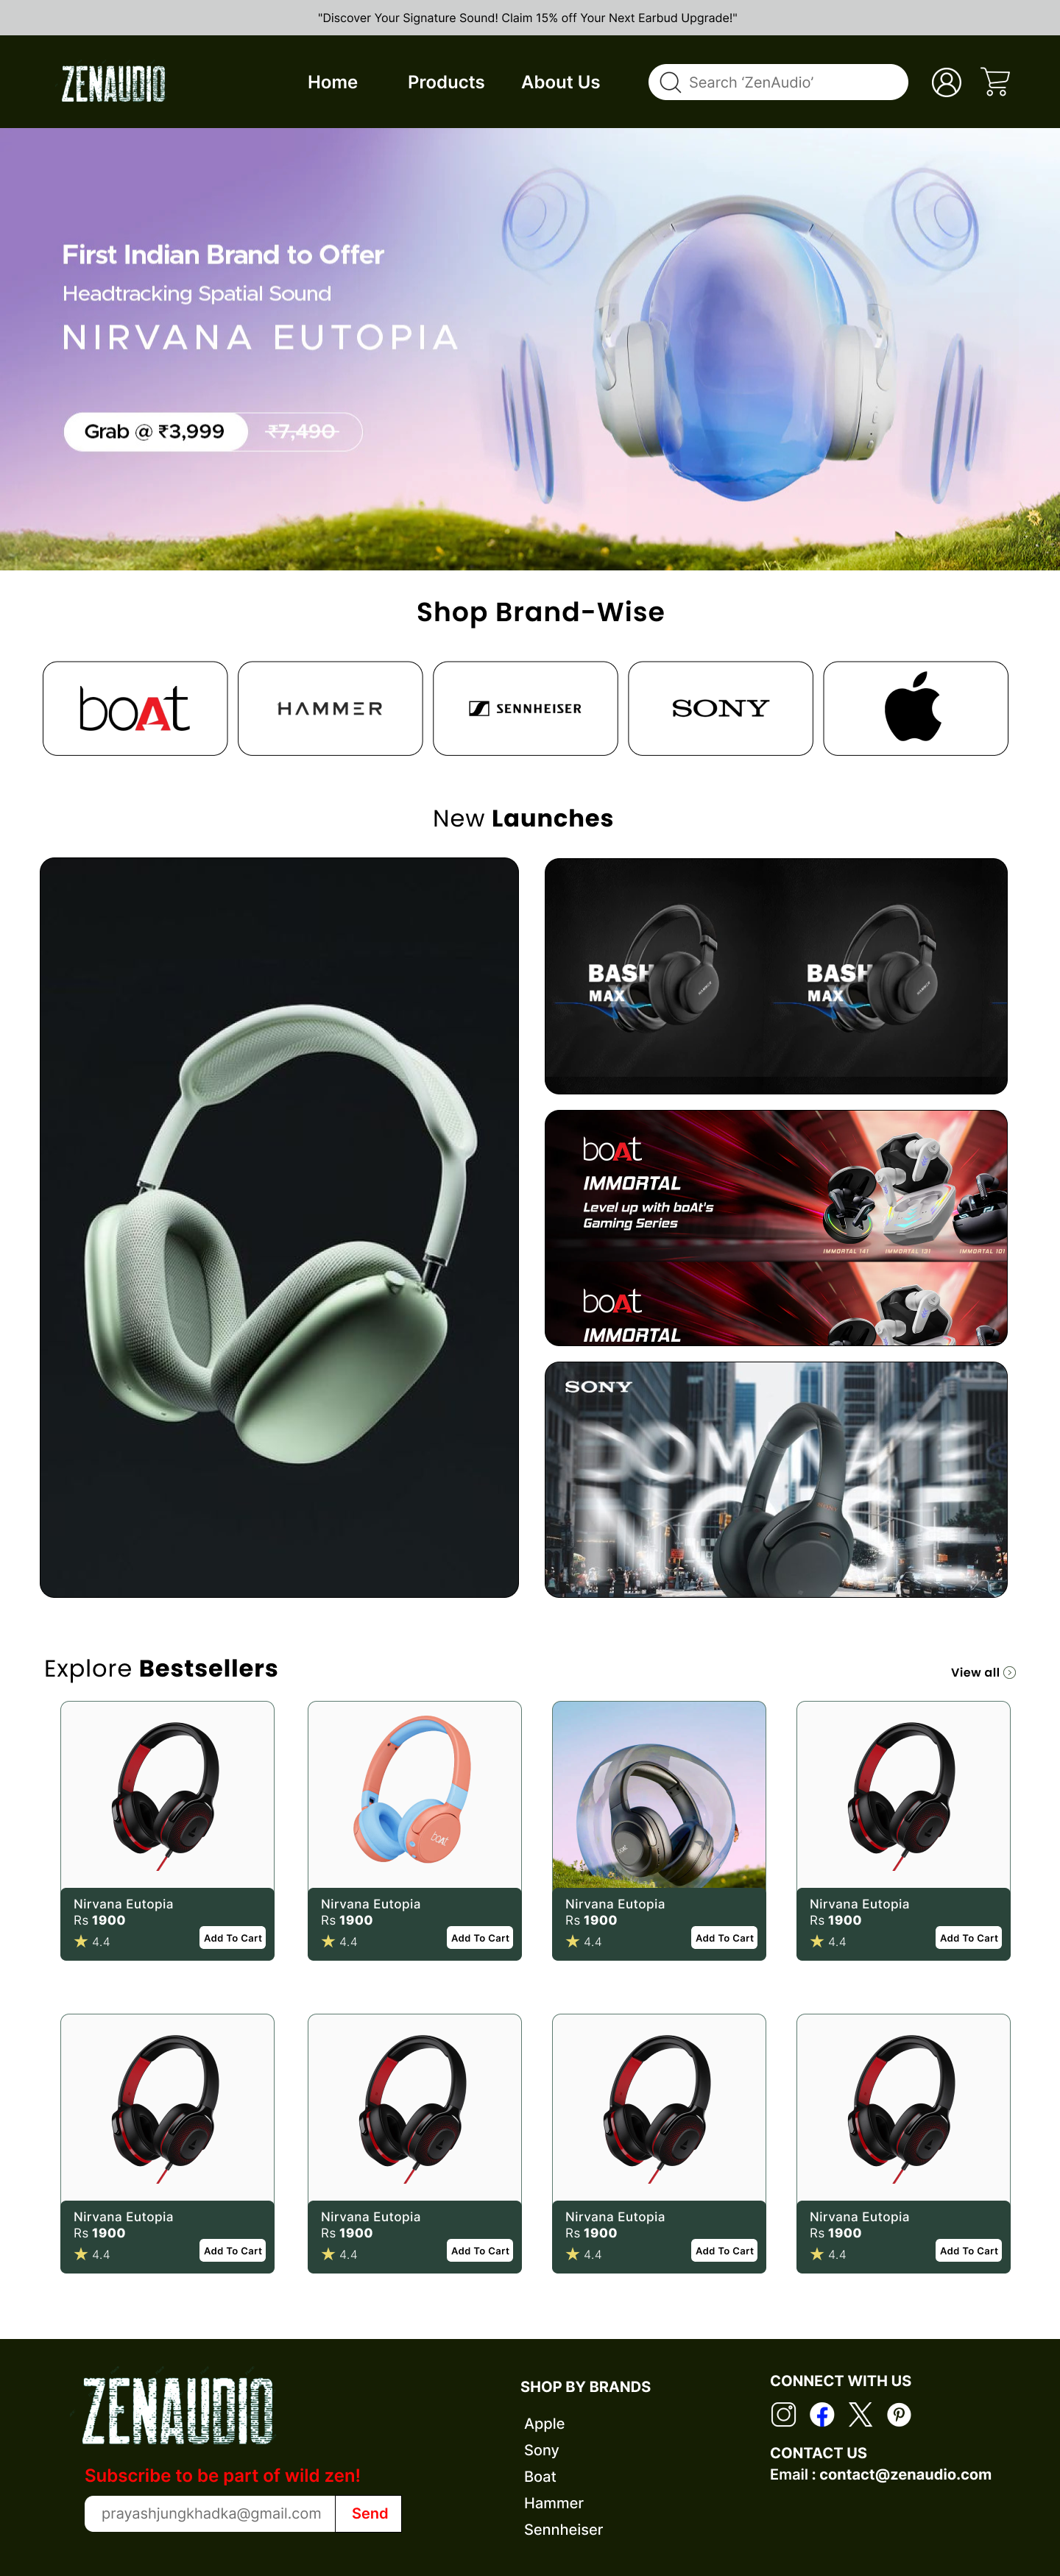 "Discover Your Signature Sound! Claim 15% off Your Next Earbud Upgrade!"
ZENAUDIO
Home
Products
About Us
Search ‘ZenAudio’
First Indian Brand to Offer
Headtracking Spatial Sound
NIRVANA EUTOPIA
Grab @ ₹3,999 ₹7,490
Shop Brand-Wise
boAt
HAMMER
SENNHEISER
SONY
New Launches
BASH
MAX
BASH
MAX
boAt
IMMORTAL
Level up with boAt's
Gaming Series
IMMORTAL 141
IMMORTAL 131
IMMORTAL 101
boAt
IMMORTAL
SONY
Explore Bestsellers
View all
boAt
Nirvana Eutopia
Rs 1900
4.4
Add To Cart
Nirvana Eutopia
Rs 1900
4.4
Add To Cart
Nirvana Eutopia
Rs 1900
4.4
Add To Cart
Nirvana Eutopia
Rs 1900
4.4
Add To Cart
Nirvana Eutopia
Rs 1900
4.4
Add To Cart
Nirvana Eutopia
Rs 1900
4.4
Add To Cart
Nirvana Eutopia
Rs 1900
4.4
Add To Cart
Nirvana Eutopia
Rs 1900
4.4
Add To Cart
ZENAUDIO
Subscribe to be part of wild zen!
prayashjungkhadka@gmail.com
Send
SHOP BY BRANDS
Apple
Sony
Boat
Hammer
Sennheiser
CONNECT WITH US
CONTACT US
Email : contact@zenaudio.com